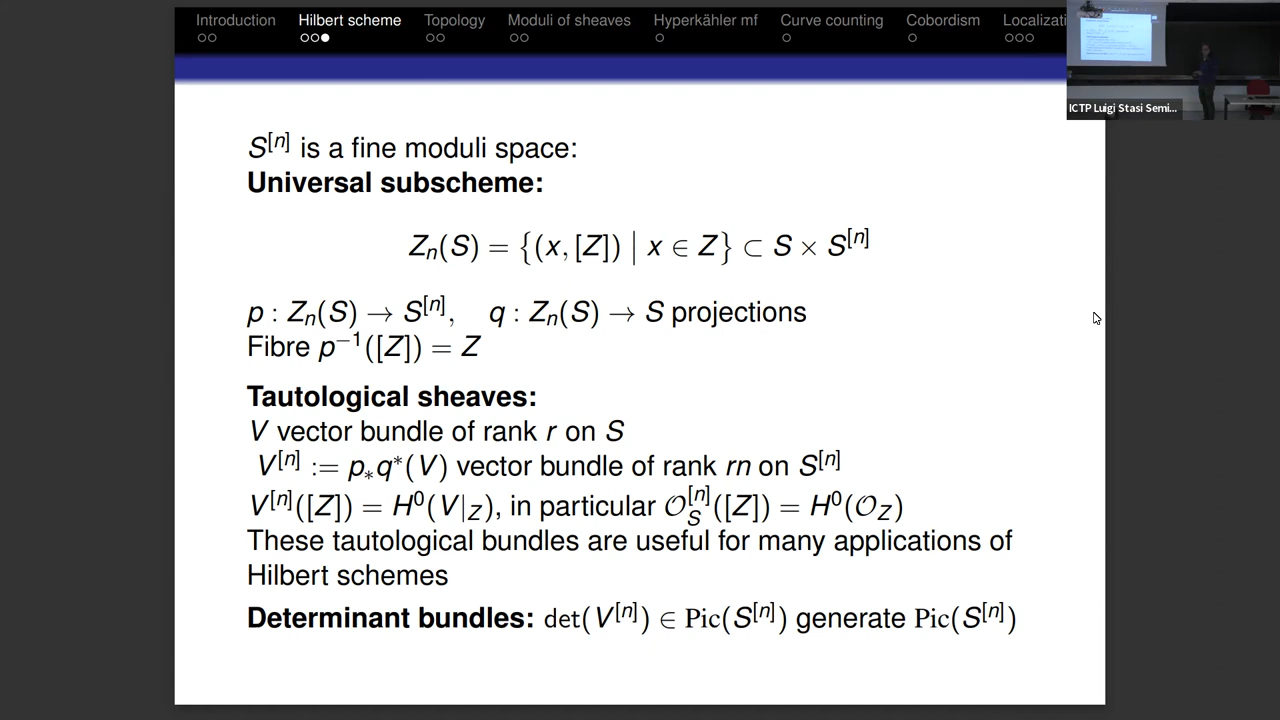 Introduction Hilbert scheme Topology Moduli of sheaves Hyperkähler mf Curve counting Cobordism Localizati
ICTP Luigi Stasi Semi...
S^[n] is a fine moduli space:
Universal subscheme:
Z_n(S) = {(x, [Z]) | x ∈ Z} ⊂ S × S^[n]
p : Z_n(S) → S^[n], q : Z_n(S) → S projections
Fibre p^−1([Z]) = Z
Tautological sheaves:
V vector bundle of rank r on S
V^[n] := p_*q^*(V) vector bundle of rank rn on S^[n]
V^[n]([Z]) = H^0(V|_Z), in particular 𝒪_S^[n]([Z]) = H^0(𝒪_Z)
These tautological bundles are useful for many applications of
Hilbert schemes
Determinant bundles: det(V^[n]) ∈ Pic(S^[n]) generate Pic(S^[n])